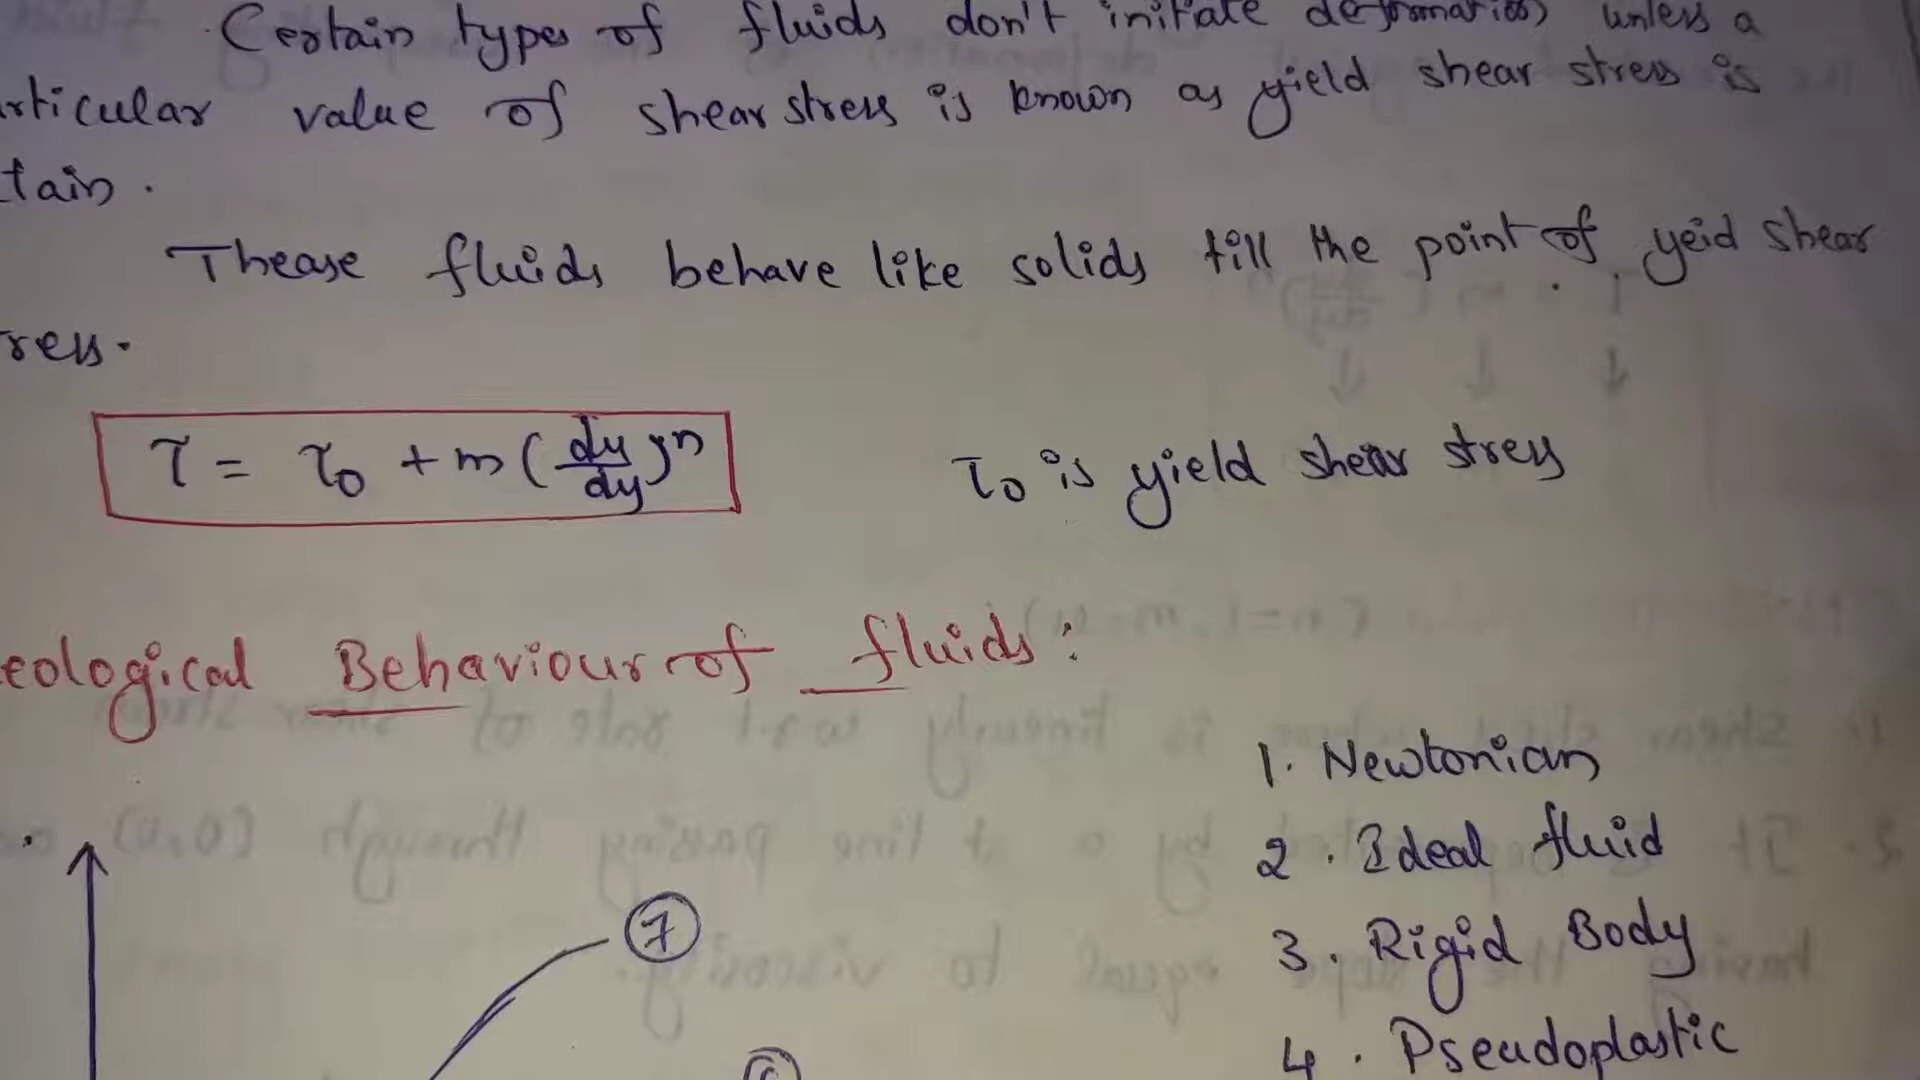 Certain types of fluids don't initiate deformation unless a
rticular value of shear stress is known as yield shear stress is
tain.
Thease fluids behave like solids till the point of yeid shear
ress.
τ = τ₀ + m (du/dy)ⁿ τ₀ is yield shear stress
eological Behaviour of fluids:
1. Newtonian
2. Ideal fluid
7
3. Rigid Body
4. Pseudoplastic